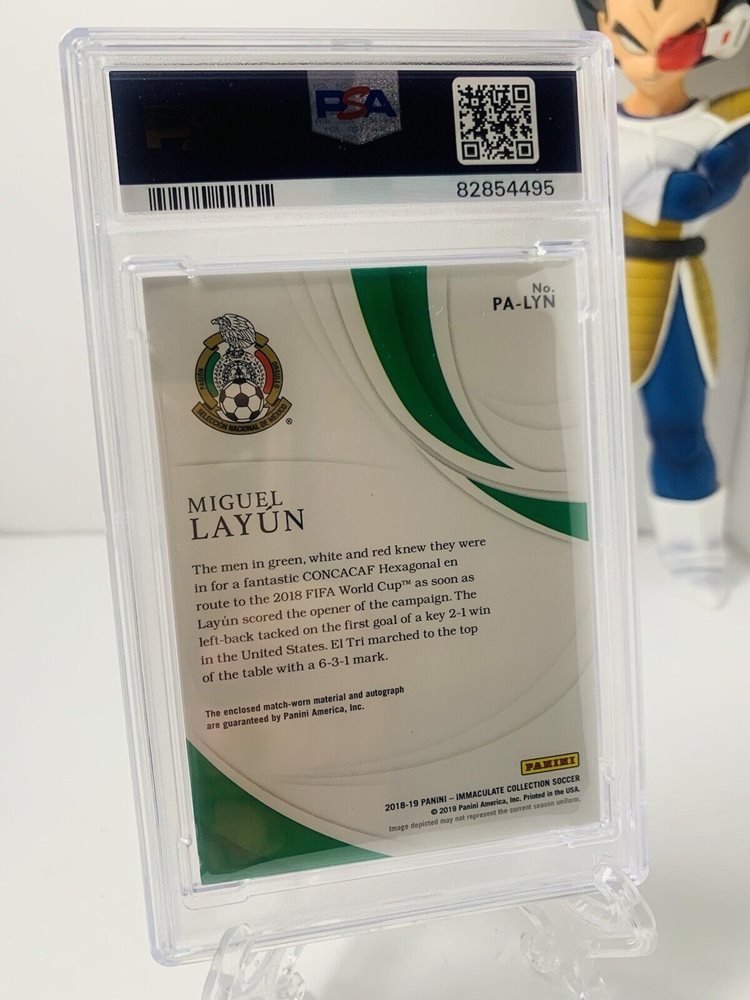 PSA
82854495
No.
PA-LYN
SELECCIÓN NACIONAL DE MÉXICO
®
MIGUEL
LAYÚN
The men in green, white and red knew they were
in for a fantastic CONCACAF Hexagonal en
route to the 2018 FIFA World Cup™ as soon as
Layún scored the opener of the campaign. The
left-back tacked on the first goal of a key 2-1 win
in the United States. El Tri marched to the top
of the table with a 6-3-1 mark.
The enclosed match-worn material and autograph
are guaranteed by Panini America, Inc.
PANINI
2018-19 PANINI – IMMACULATE COLLECTION SOCCER
© 2019 Panini America, Inc. Printed in the USA.
Image depicted may not represent the current season uniform.